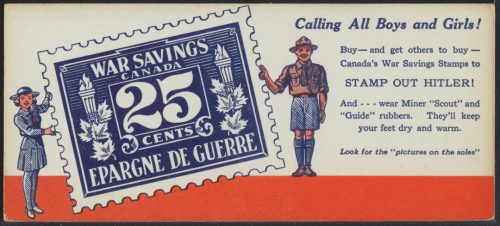 WAR SAVINGS
CANADA
25
CENTS
EPARGNE DE GUERRE
Calling All Boys and Girls!
Buy—and get others to buy—
Canada's War Savings Stamps to
STAMP OUT HITLER!
And - - - wear Miner "Scout" and
"Guide" rubbers. They'll keep
your feet dry and warm.
Look for the "pictures on the soles"